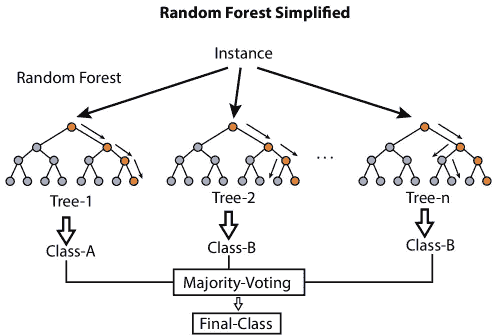 Random Forest Simplified
Instance
Random Forest
...
Tree-1
Tree-2
Tree-n
Class-A
Class-B
Class-B
Majority-Voting
Final-Class